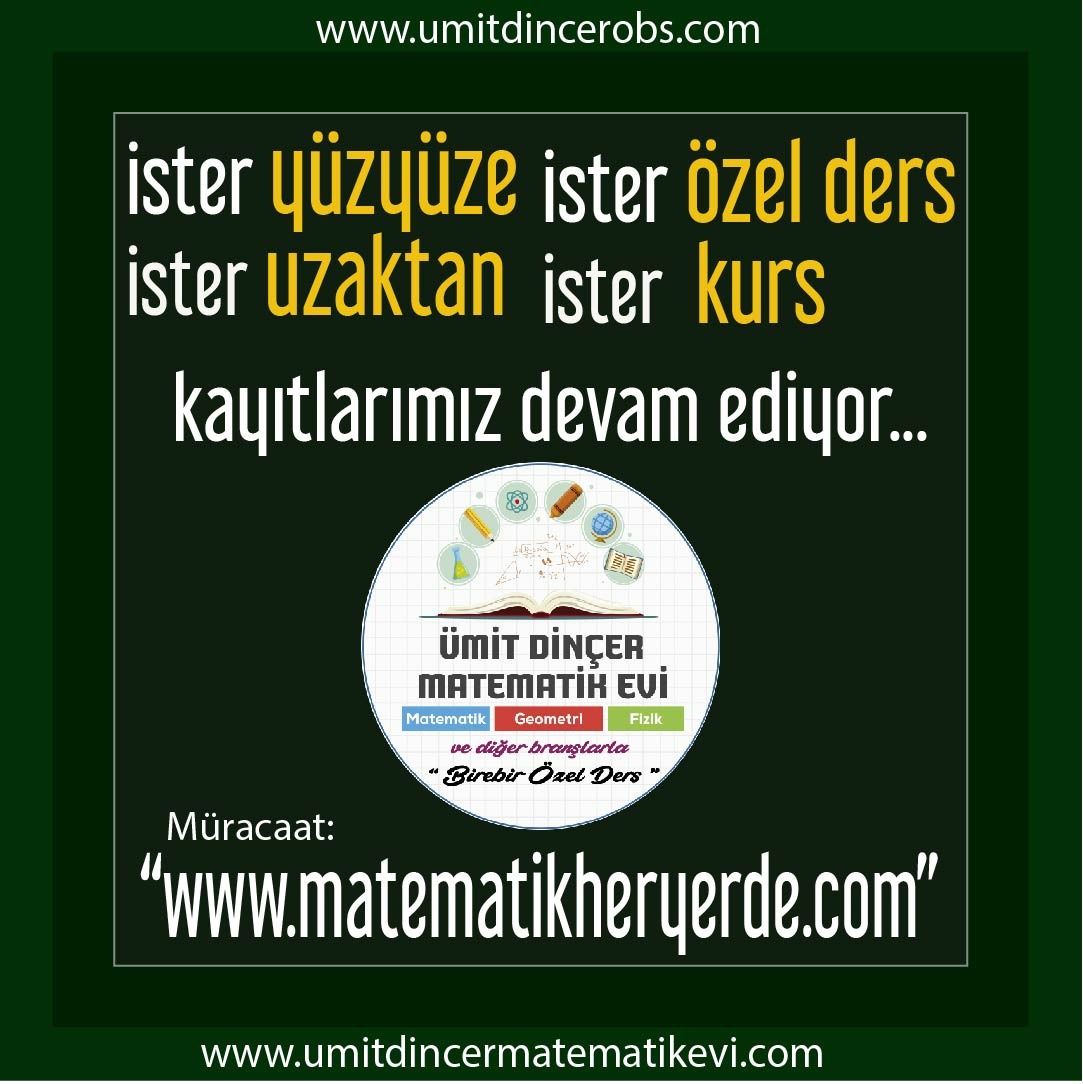 www.umitdincerobs.com
ister yüzyüze ister özel ders
ister uzaktan ister kurs
kayıtlarımız devam ediyor...
ÜMİT DİNÇER
MATEMATİK EVİ
Matematik Geometri Fizik
ve diğer branşlarla
“ Birebir Özel Ders ”
Müracaat:
“www.matematikheryerde.com”
www.umitdincermatematikevi.com